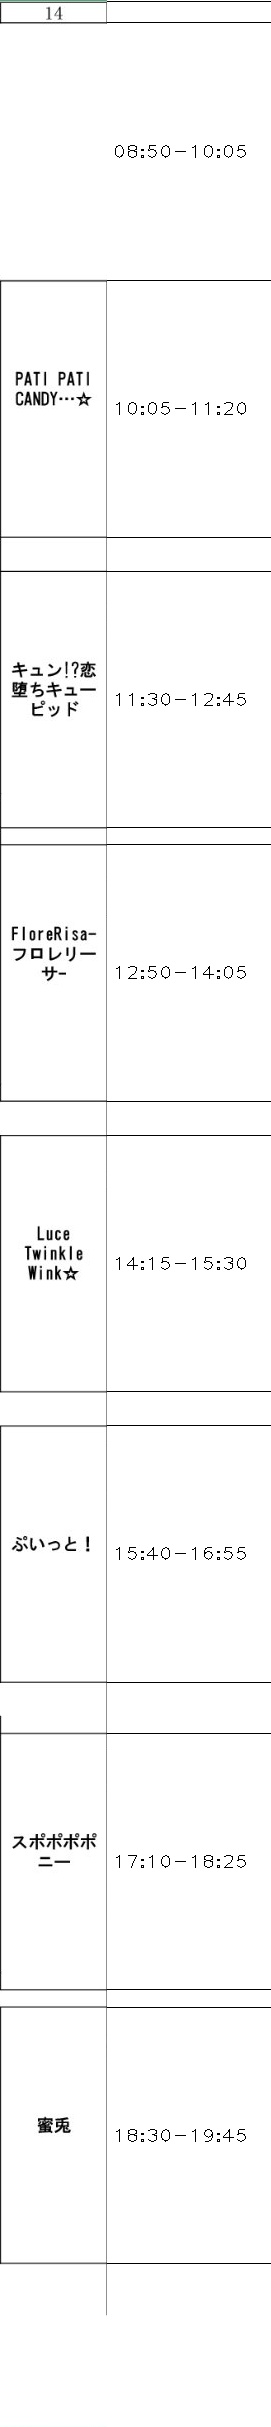 14
08:50-10:05
PATI PATI
CANDY…☆
10:05-11:20
キュン!?恋
堕ちキュー
ピッド
11:30-12:45
FloreRisa-
フロレリー
サ-
12:50-14:05
Luce
Twinkle
Wink☆
14:15-15:30
ぷいっと！
15:40-16:55
スポポポポ
ニー
17:10-18:25
蜜兎
18:30-19:45